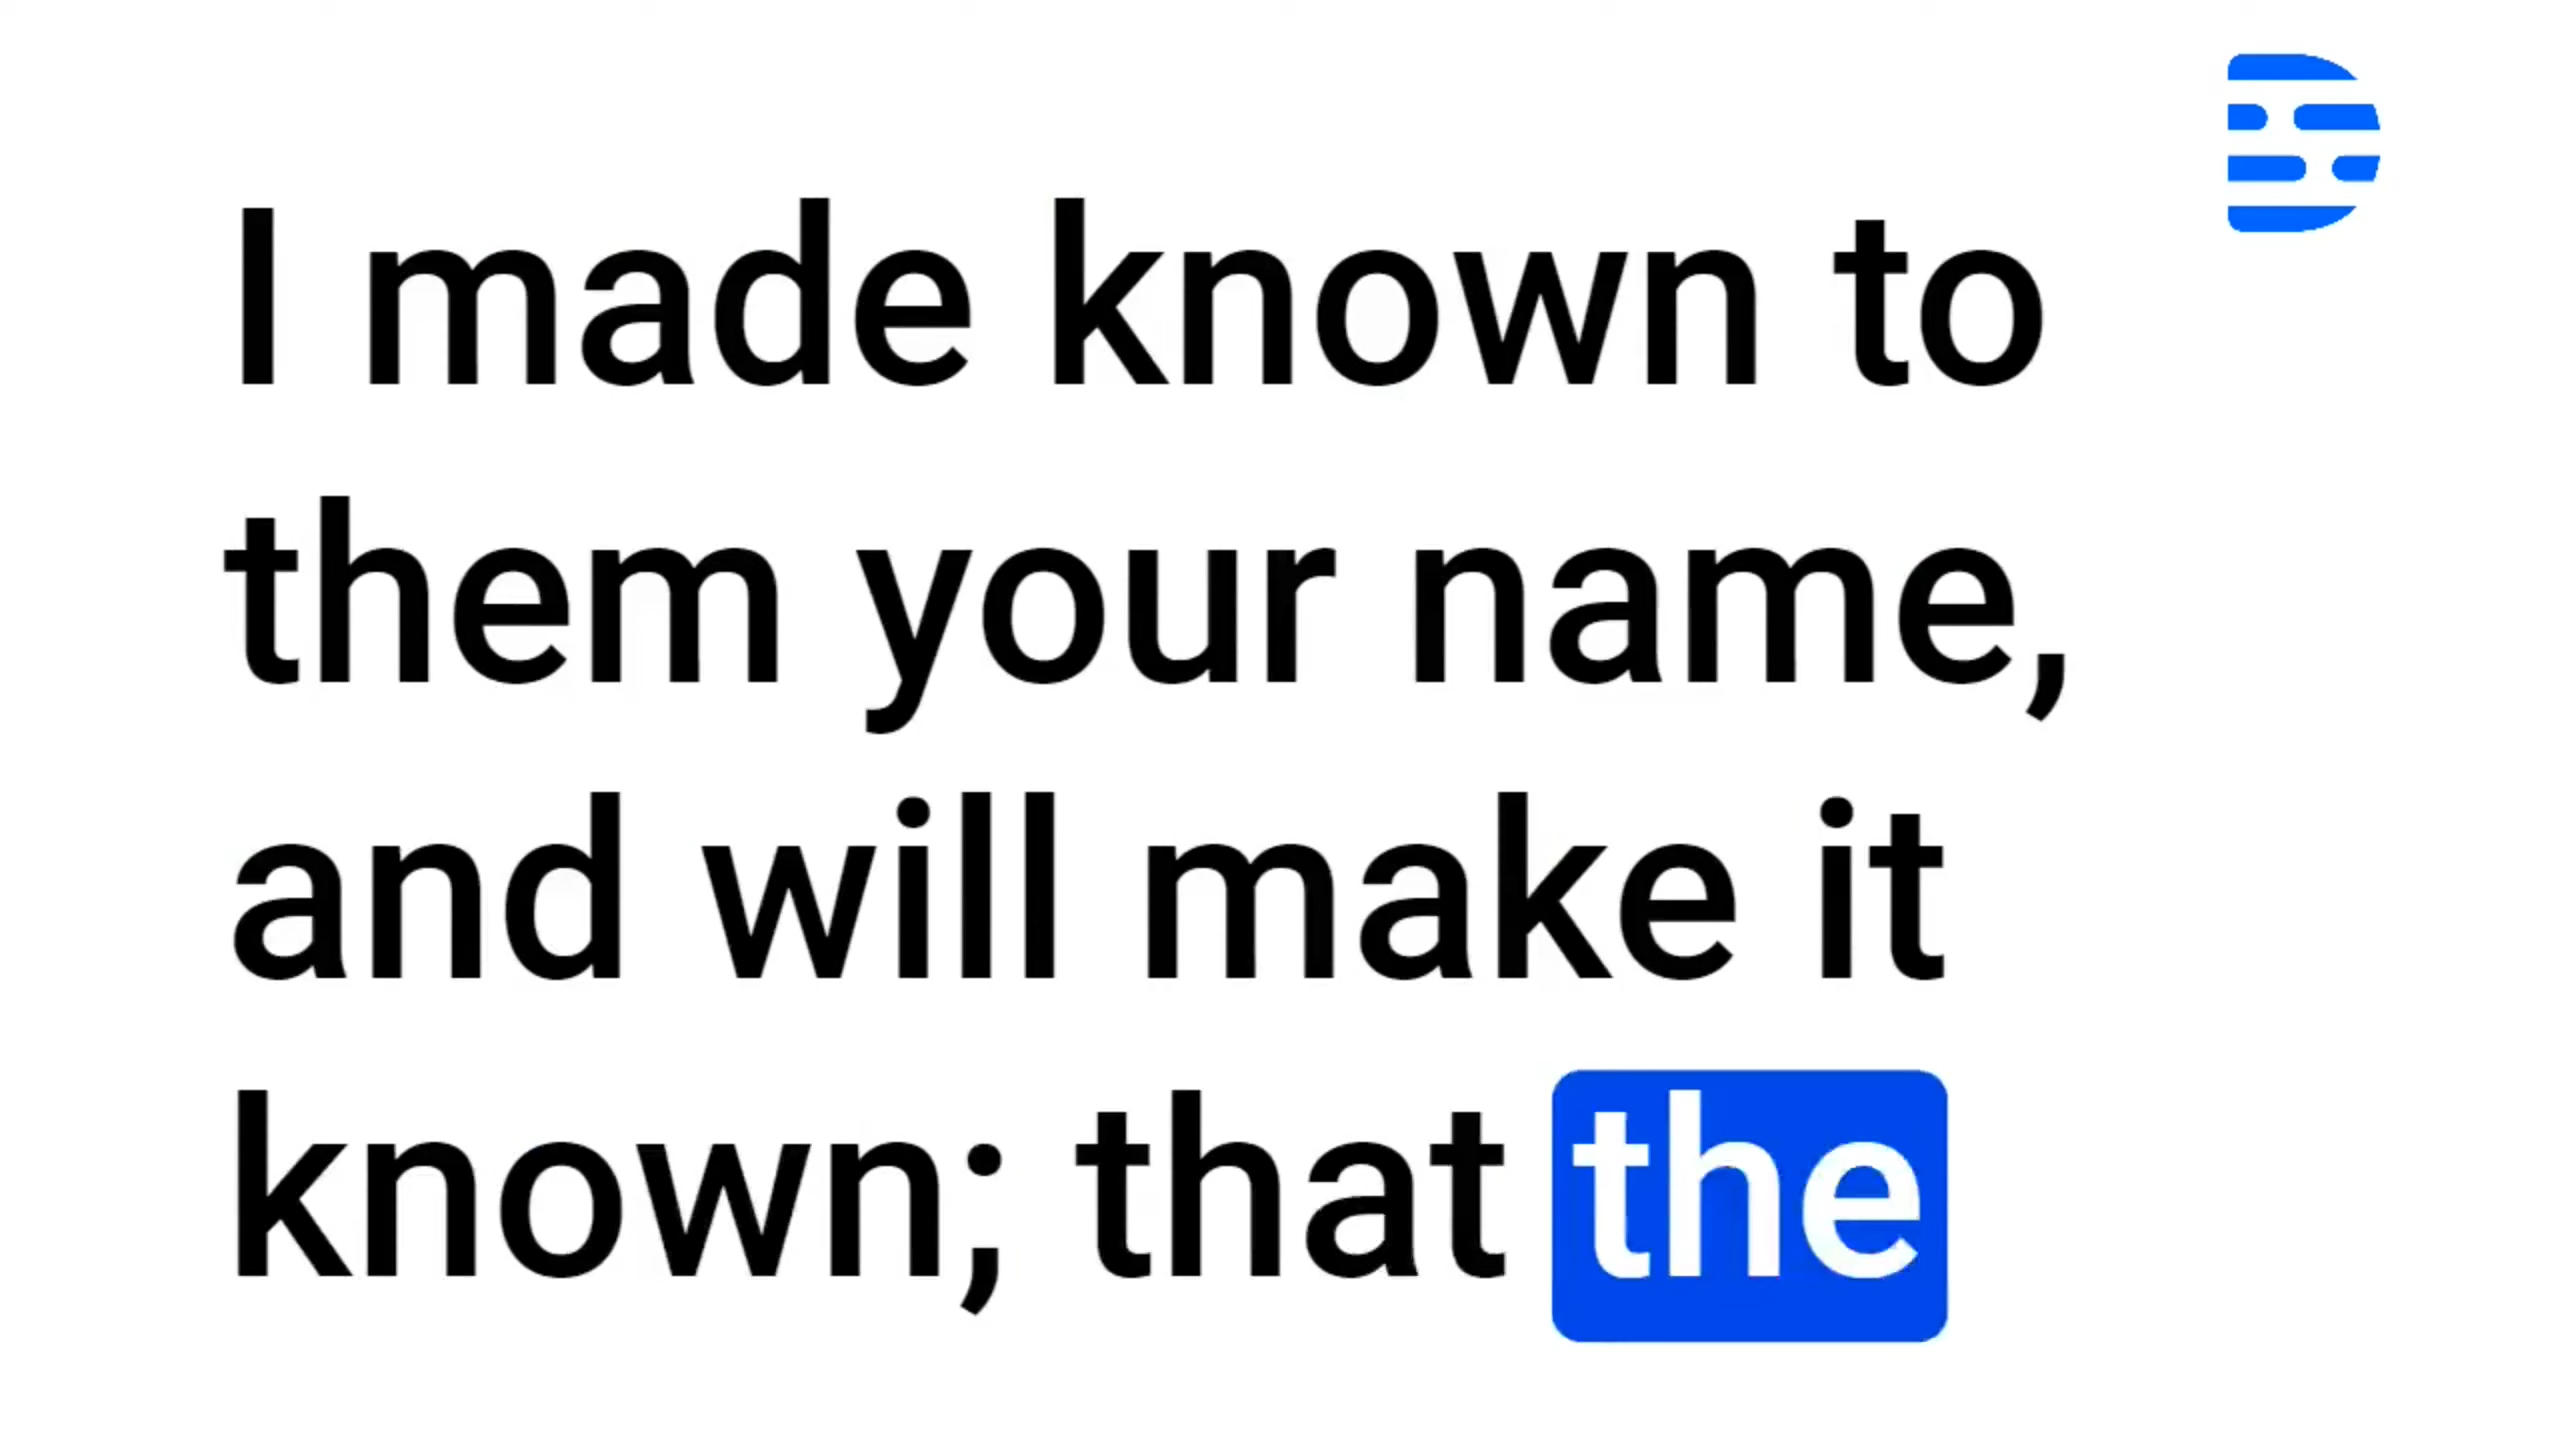 I made known to
them your name,
and will make it
known; that the